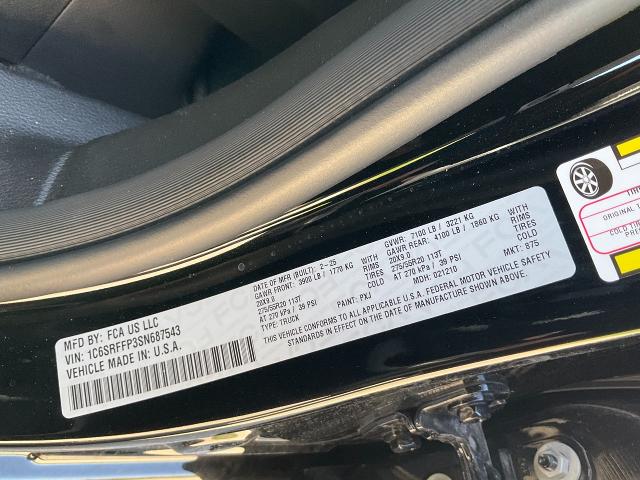 MFD BY: FCA US LLC
VIN: 1C6SRFFP3SN687543
VEHICLE MADE IN: U.S.A.
DATE OF MFR (BUILT): 2-25
GAWR FRONT: 3900 LB / 1770 KG WITH
20X9.0 RIMS
275/55R20 113T TIRES
AT 270 kPa / 39 PSI COLD
TYPE: TRUCK PAINT: PXJ
GVWR: 7100 LB / 3221 KG
GAWR REAR: 4100 LB / 1860 KG WITH
20X9.0 RIMS
275/55R20 113T TIRES
AT 270 kPa / 39 PSI COLD
MDH: 021210 MKT: 875
THIS VEHICLE CONFORMS TO ALL APPLICABLE U.S.A. FEDERAL MOTOR VEHICLE SAFETY
STANDARDS IN EFFECT ON THE DATE OF MANUFACTURE SHOWN ABOVE.
ORIGINAL
COLD